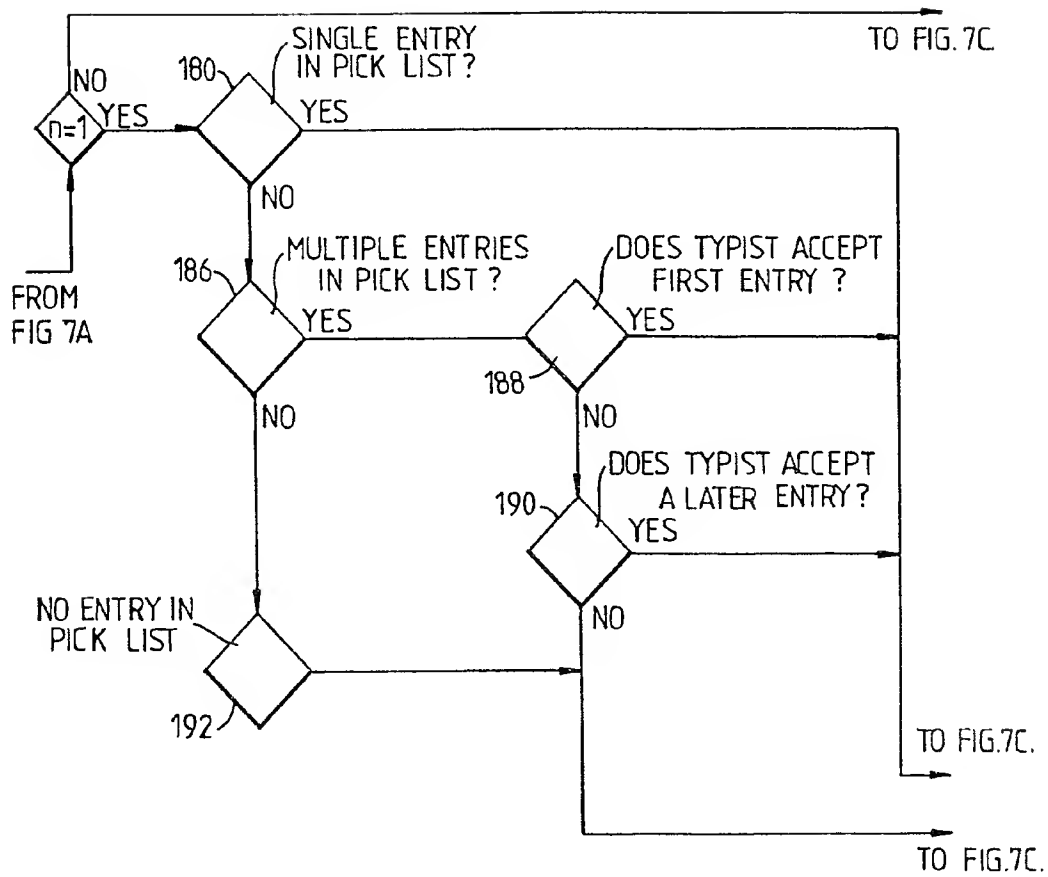 TO FIG. 7C.
SINGLE ENTRY
IN PICK LIST?
180
NO
n=1
YES
YES
NO
MULTIPLE ENTRIES
IN PICK LIST?
186
DOES TYPIST ACCEPT
FIRST ENTRY?
FROM
FIG 7A
YES
YES
188
NO
NO
DOES TYPIST ACCEPT
A LATER ENTRY?
190
YES
NO ENTRY IN
PICK LIST
NO
192
TO FIG.7C.
TO FIG.7C.